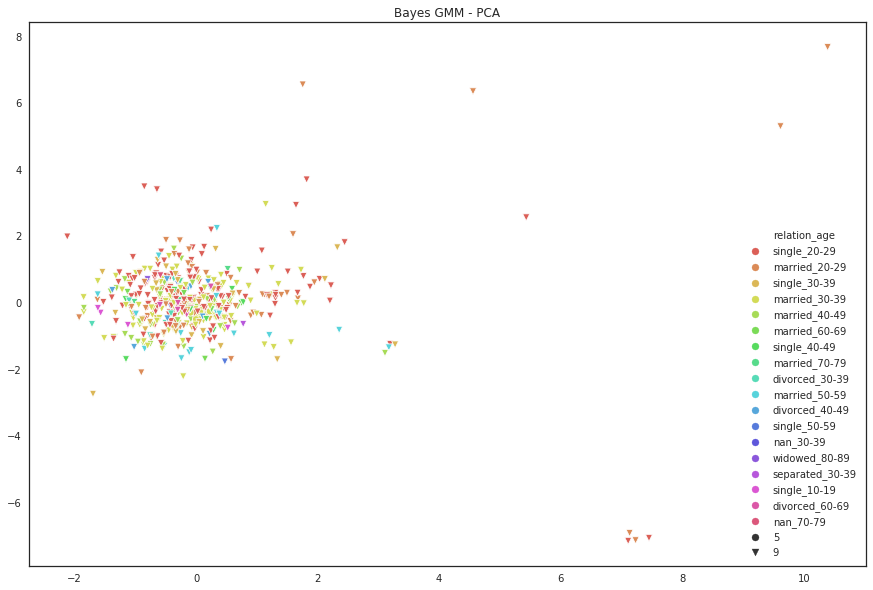 Bayes GMM - PCA
8
6
4
2
0
−2
−4
−6
relation_age
single_20-29
married_20-29
single_30-39
married_30-39
married_40-49
married_60-69
single_40-49
married_70-79
divorced_30-39
married_50-59
divorced_40-49
single_50-59
nan_30-39
widowed_80-89
separated_30-39
single_10-19
divorced_60-69
nan_70-79
5
9
−2 0 2 4 6 8 10